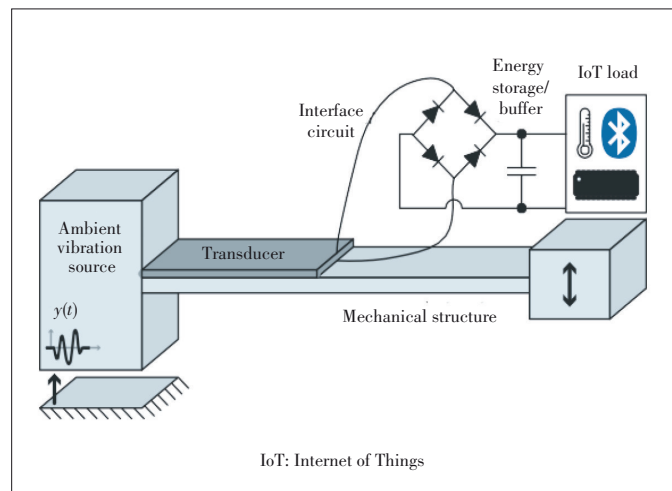 Energy
storage/
buffer
IoT load
Interface
circuit
Ambient
vibration
source
Transducer
y(t)
Mechanical structure
IoT: Internet of Things